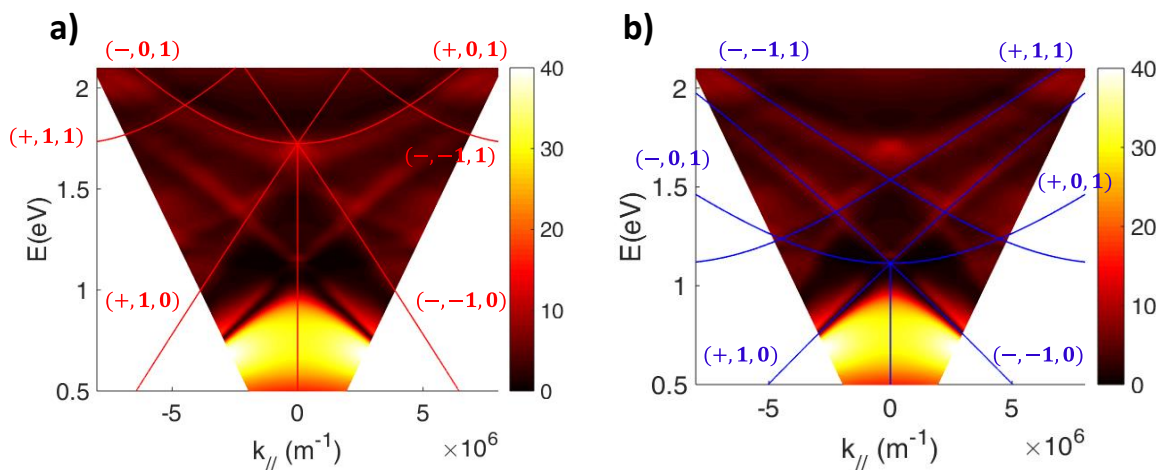 a)
(−, 0, 1)
(+, 0, 1)
(+, 1, 1)
(−, −1, 1)
(+, 1, 0)
(−, −1, 0)
2
1.5
1
0.5
E(eV)
-5
0
5
k// (m-1)
×10^6
40
30
20
10
0
b)
(−, −1, 1)
(+, 1, 1)
(−, 0, 1)
(+, 0, 1)
(+, 1, 0)
(−, −1, 0)
2
1.5
1
0.5
E(eV)
-5
0
5
k// (m-1)
×10^6
40
30
20
10
0